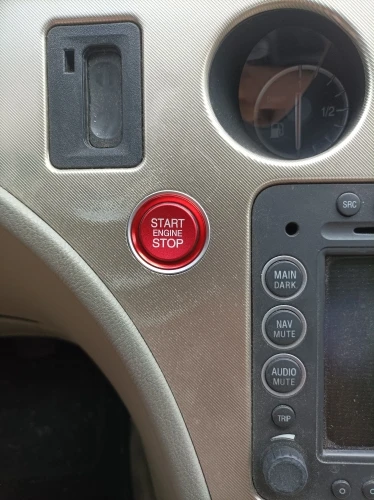 1/2
SRC
START
ENGINE
STOP
MAIN
DARK
NAV
MUTE
AUDIO
MUTE
TRIP